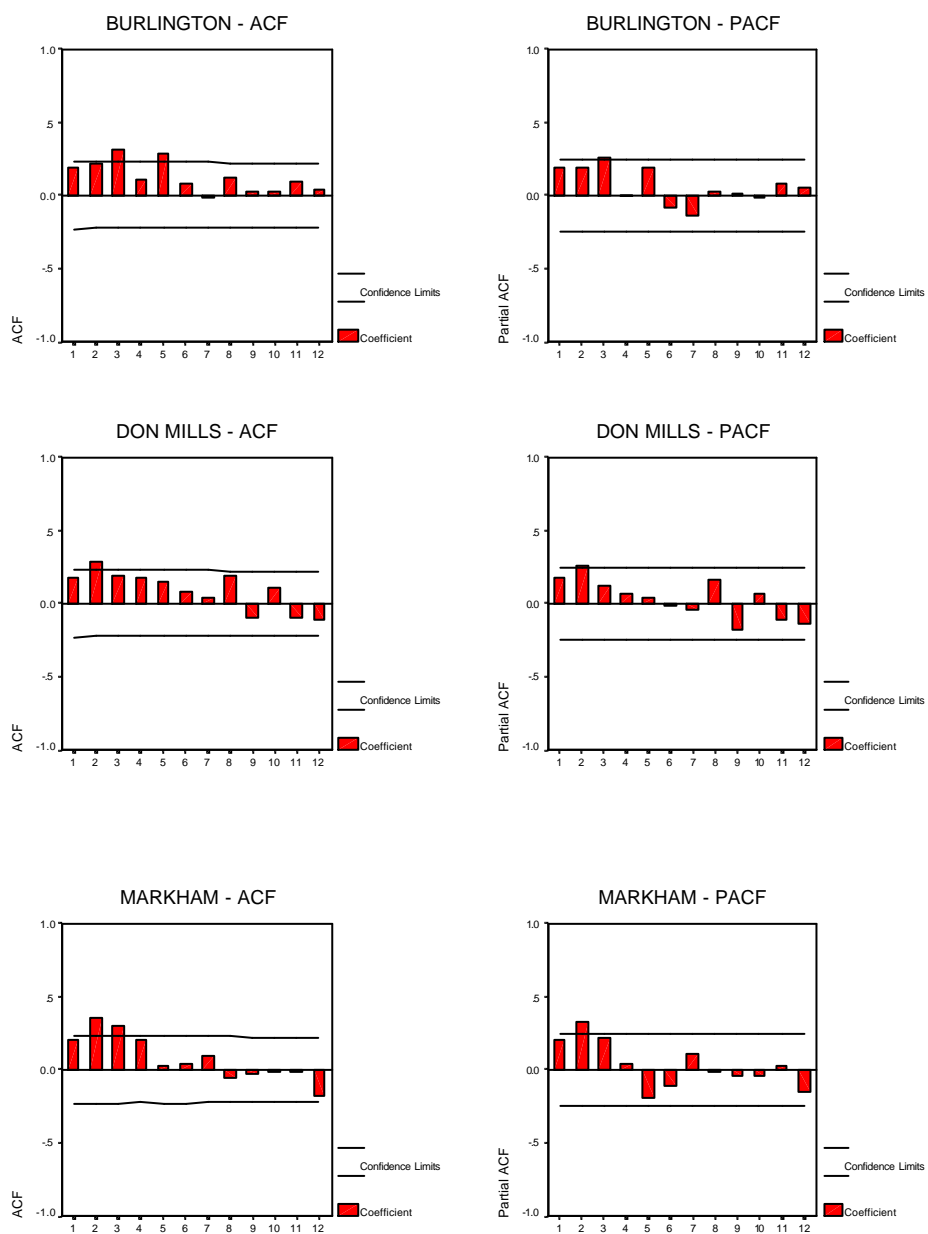 BURLINGTON - ACF
1.0
.5
0.0
-.5
-1.0
ACF
1 2 3 4 5 6 7 8 9 10 11 12
Confidence Limits
Coefficient
BURLINGTON - PACF
1.0
.5
0.0
-.5
-1.0
Partial ACF
1 2 3 4 5 6 7 8 9 10 11 12
Confidence Limits
Coefficient
DON MILLS - ACF
1.0
.5
0.0
-.5
-1.0
ACF
1 2 3 4 5 6 7 8 9 10 11 12
Confidence Limits
Coefficient
DON MILLS - PACF
1.0
.5
0.0
-.5
-1.0
Partial ACF
1 2 3 4 5 6 7 8 9 10 11 12
Confidence Limits
Coefficient
MARKHAM - ACF
1.0
.5
0.0
-.5
-1.0
ACF
1 2 3 4 5 6 7 8 9 10 11 12
Confidence Limits
Coefficient
MARKHAM - PACF
1.0
.5
0.0
-.5
-1.0
Partial ACF
1 2 3 4 5 6 7 8 9 10 11 12
Confidence Limits
Coefficient